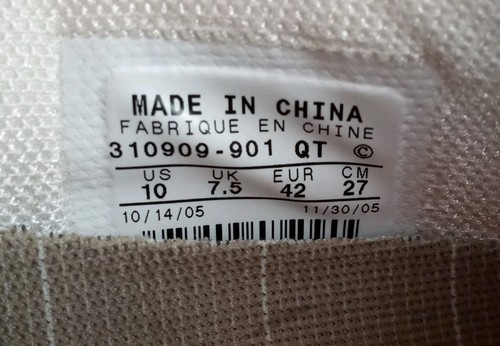 MADE IN CHINA
FABRIQUE EN CHINE
310909-901 QT ©
US UK EUR CM
10 7.5 42 27
10/14/05 11/30/05